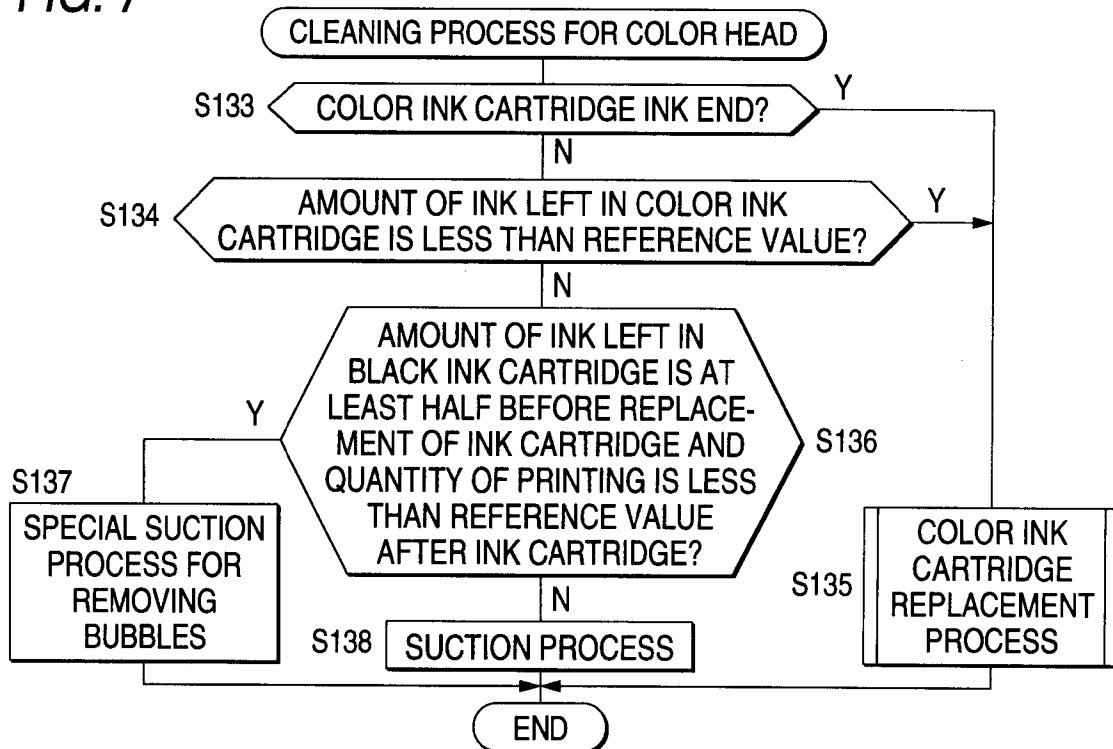 FIG. 7
CLEANING PROCESS FOR COLOR HEAD
S133
COLOR INK CARTRIDGE INK END?
Y
N
S134
AMOUNT OF INK LEFT IN COLOR INK
CARTRIDGE IS LESS THAN REFERENCE VALUE?
Y
N
AMOUNT OF INK LEFT IN
BLACK INK CARTRIDGE IS AT
LEAST HALF BEFORE REPLACE-
MENT OF INK CARTRIDGE AND
QUANTITY OF PRINTING IS LESS
THAN REFERENCE VALUE
AFTER INK CARTRIDGE?
Y
S136
N
S137
SPECIAL SUCTION
PROCESS FOR
REMOVING
BUBBLES
S138
SUCTION PROCESS
S135
COLOR INK
CARTRIDGE
REPLACEMENT
PROCESS
END